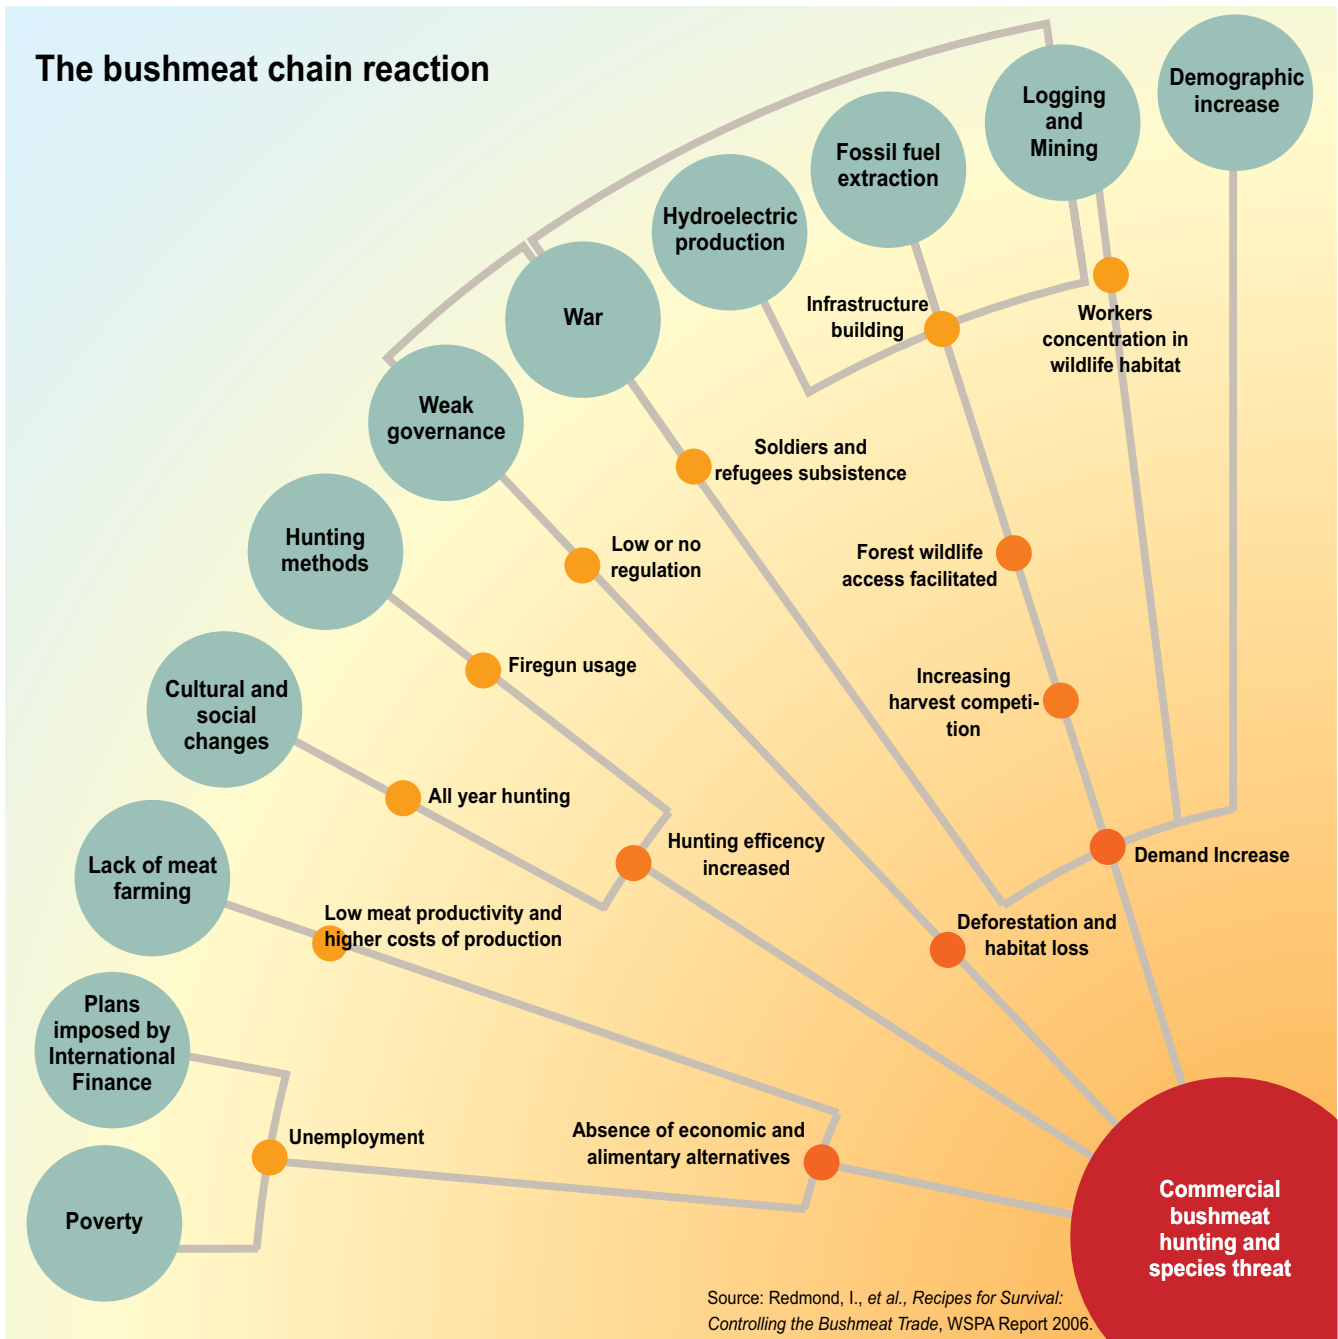 The bushmeat chain reaction
Demographic
increase
Logging
and
Mining
Fossil fuel
extraction
Hydroelectric
production
War
Weak
governance
Hunting
methods
Cultural and
social
changes
Lack of meat
farming
Plans
imposed by
International
Finance
Poverty
Infrastructure
building
Workers
concentration in
wildlife habitat
Soldiers and
refugees subsistence
Low or no
regulation
Forest wildlife
access facilitated
Firegun usage
Increasing
harvest competi-
tion
All year hunting
Hunting efficency
increased
Demand Increase
Low meat productivity and
higher costs of production
Deforestation and
habitat loss
Unemployment
Absence of economic and
alimentary alternatives
Commercial
bushmeat
hunting and
species threat
Source: Redmond, I., et al., Recipes for Survival:
Controlling the Bushmeat Trade, WSPA Report 2006.